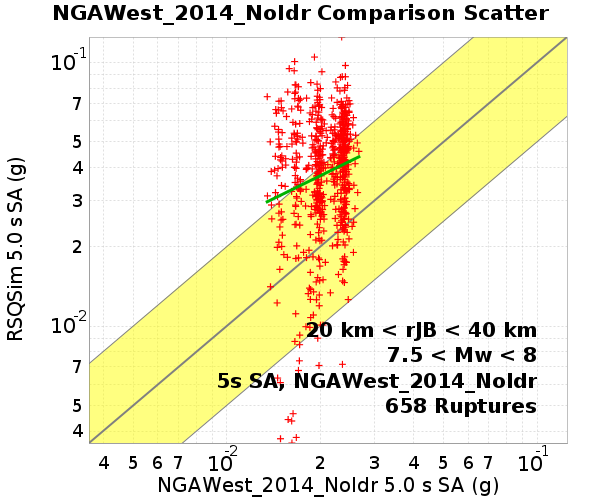 NGAWest_2014_NoIdr Comparison Scatter
RSQSim 5.0 s SA (g)
10⁻¹
7
5
4
3
2
10⁻²
7
5
4
20 km < rJB < 40 km
7.5 < Mw < 8
5s SA, NGAWest_2014_NoIdr
658 Ruptures
4 5 6 7 10⁻² 2 3 4 5 6 7 10⁻¹
NGAWest_2014_NoIdr 5.0 s SA (g)